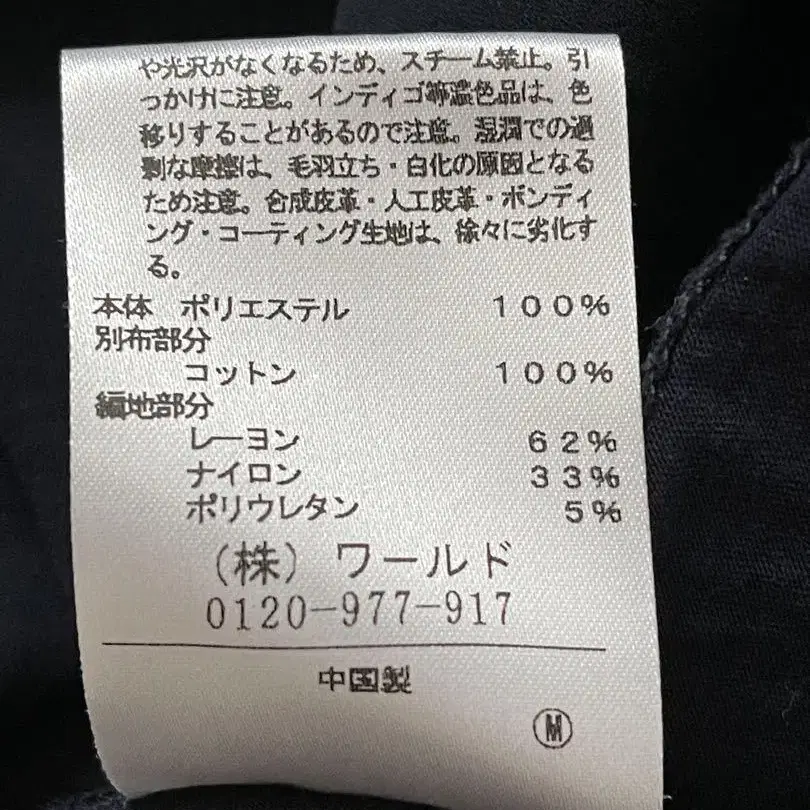 や光沢がなくなるため、スチーム禁止。引
っかけに注意。インディゴ等濃色品は、色
移りすることがあるので注意。湿潤での過
剰な摩擦は、毛羽立ち・白化の原因となる
ため注意。合成皮革・人工皮革・ボンディ
ング・コーティング生地は、徐々に劣化す
る。
本体 ポリエステル 100%
別布部分
コットン 100%
編地部分
レーヨン 62%
ナイロン 33%
ポリウレタン 5%
(株)ワールド
0120-977-917
中国製
Ⓜ